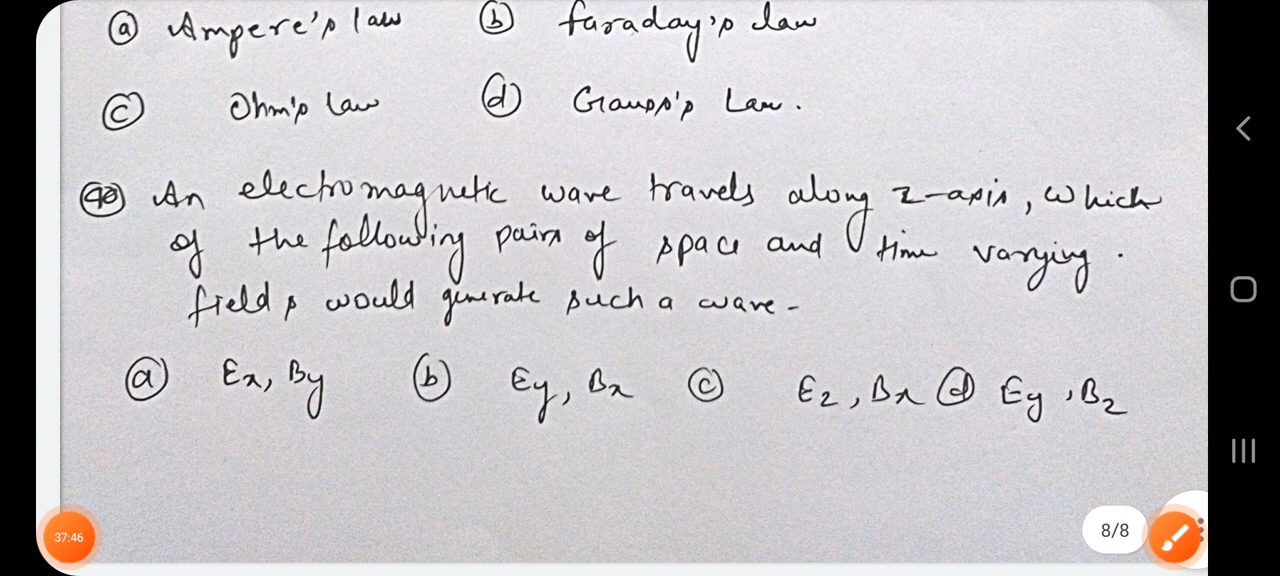 ⓐ Ampere's law ⓑ faraday's law
ⓒ Ohm's law ⓓ Gauss's Law.
㊵ An electromagnetic wave travels along z-axis, which
of the following pairs of space and time varying.
fields would generate such a wave -
ⓐ Ex, By ⓑ Ey, Bx ⓒ Ez, Bx ⓓ Ey, Bz
8/8
37:46